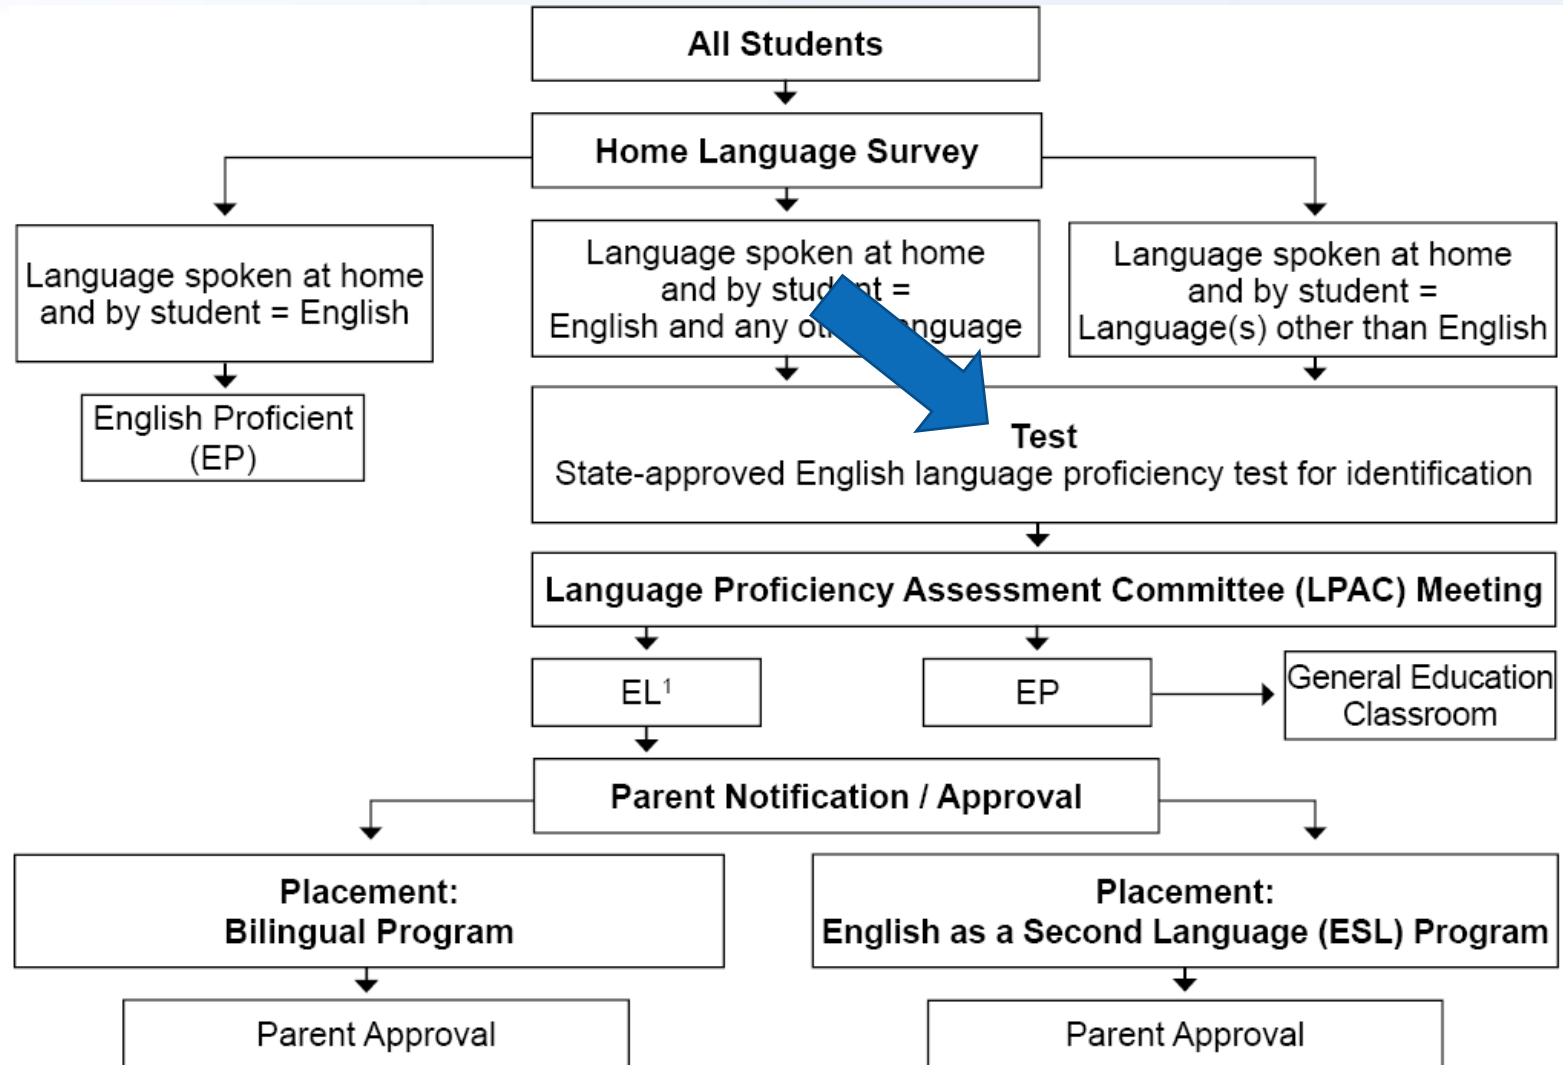 All Students
Home Language Survey
Language spoken at home
and by student = English
Language spoken at home
and by student =
English and any language
Language spoken at home
and by student =
Language(s) other than English
English Proficient
(EP)
Test
State-approved English language proficiency test for identification
Language Proficiency Assessment Committee (LPAC) Meeting
EL¹
EP
General Education
Classroom
Parent Notification / Approval
Placement:
Bilingual Program
Placement:
English as a Second Language (ESL) Program
Parent Approval
Parent Approval